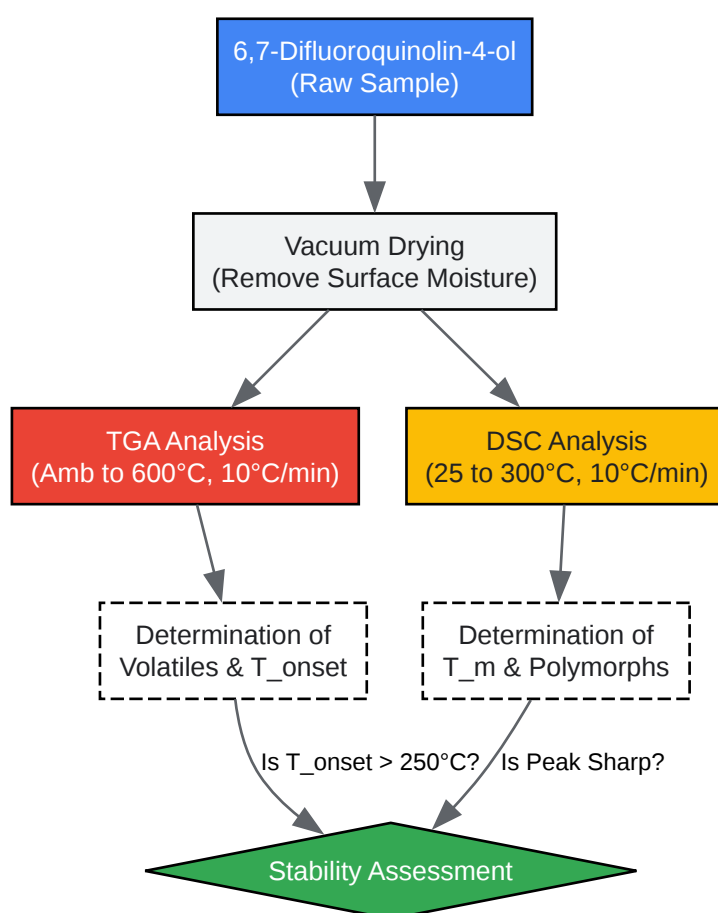 6,7-Difluoroquinolin-4-ol
(Raw Sample)
Vacuum Drying
(Remove Surface Moisture)
TGA Analysis
(Amb to 600°C, 10°C/min)
DSC Analysis
(25 to 300°C, 10°C/min)
Determination of
Volatiles & T_onset
Determination of
T_m & Polymorphs
Is T_onset > 250°C?
Is Peak Sharp?
Stability Assessment